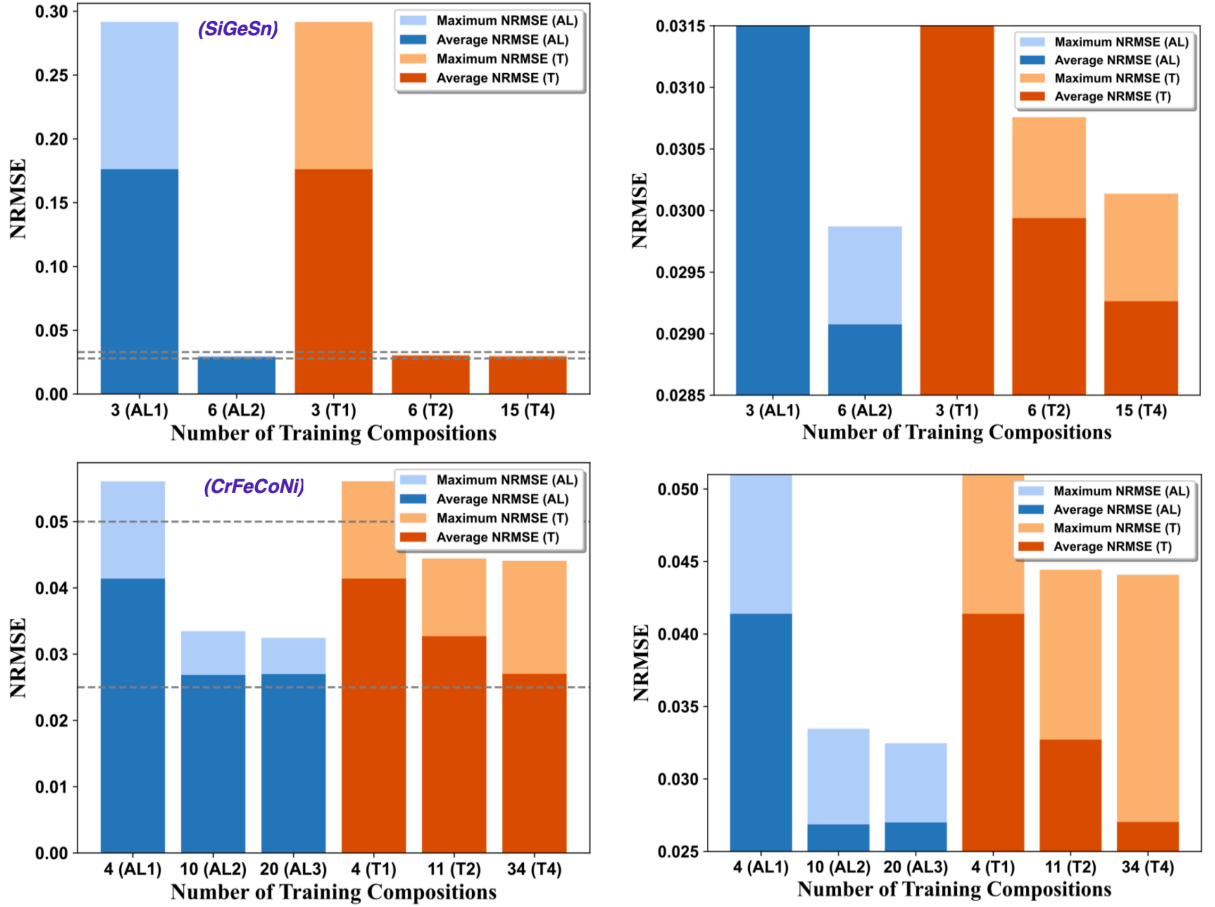 (SiGeSn)
Maximum NRMSE (AL)
Average NRMSE (AL)
Maximum NRMSE (T)
Average NRMSE (T)
NRMSE
0.30
0.25
0.20
0.15
0.10
0.05
0.00
3 (AL1) 6 (AL2) 3 (T1) 6 (T2) 15 (T4)
Number of Training Compositions
Maximum NRMSE (AL)
Average NRMSE (AL)
Maximum NRMSE (T)
Average NRMSE (T)
NRMSE
0.0315
0.0310
0.0305
0.0300
0.0295
0.0290
0.0285
3 (AL1) 6 (AL2) 3 (T1) 6 (T2) 15 (T4)
Number of Training Compositions
(CrFeCoNi)
Maximum NRMSE (AL)
Average NRMSE (AL)
Maximum NRMSE (T)
Average NRMSE (T)
NRMSE
0.05
0.04
0.03
0.02
0.01
0.00
4 (AL1) 10 (AL2) 20 (AL3) 4 (T1) 11 (T2) 34 (T4)
Number of Training Compositions
Maximum NRMSE (AL)
Average NRMSE (AL)
Maximum NRMSE (T)
Average NRMSE (T)
NRMSE
0.050
0.045
0.040
0.035
0.030
0.025
4 (AL1) 10 (AL2) 20 (AL3) 4 (T1) 11 (T2) 34 (T4)
Number of Training Compositions